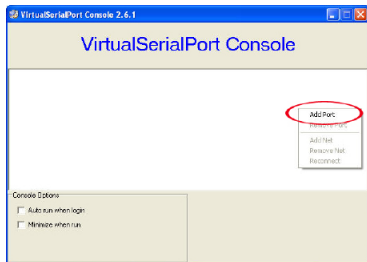 VirtualSerialPort Console 2.6.1
VirtualSerialPort Console
Add Port
Remove Port
Add Net
Remove Net
Reconnect
Console Options
Auto run when login
Minimize when run